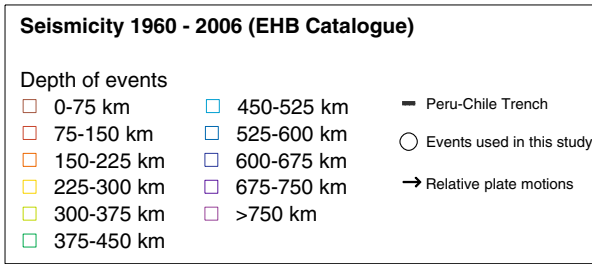 Seismicity 1960 - 2006 (EHB Catalogue)
Depth of events
0-75 km
75-150 km
150-225 km
225-300 km
300-375 km
375-450 km
450-525 km
525-600 km
600-675 km
675-750 km
>750 km
Peru-Chile Trench
Events used in this study
Relative plate motions